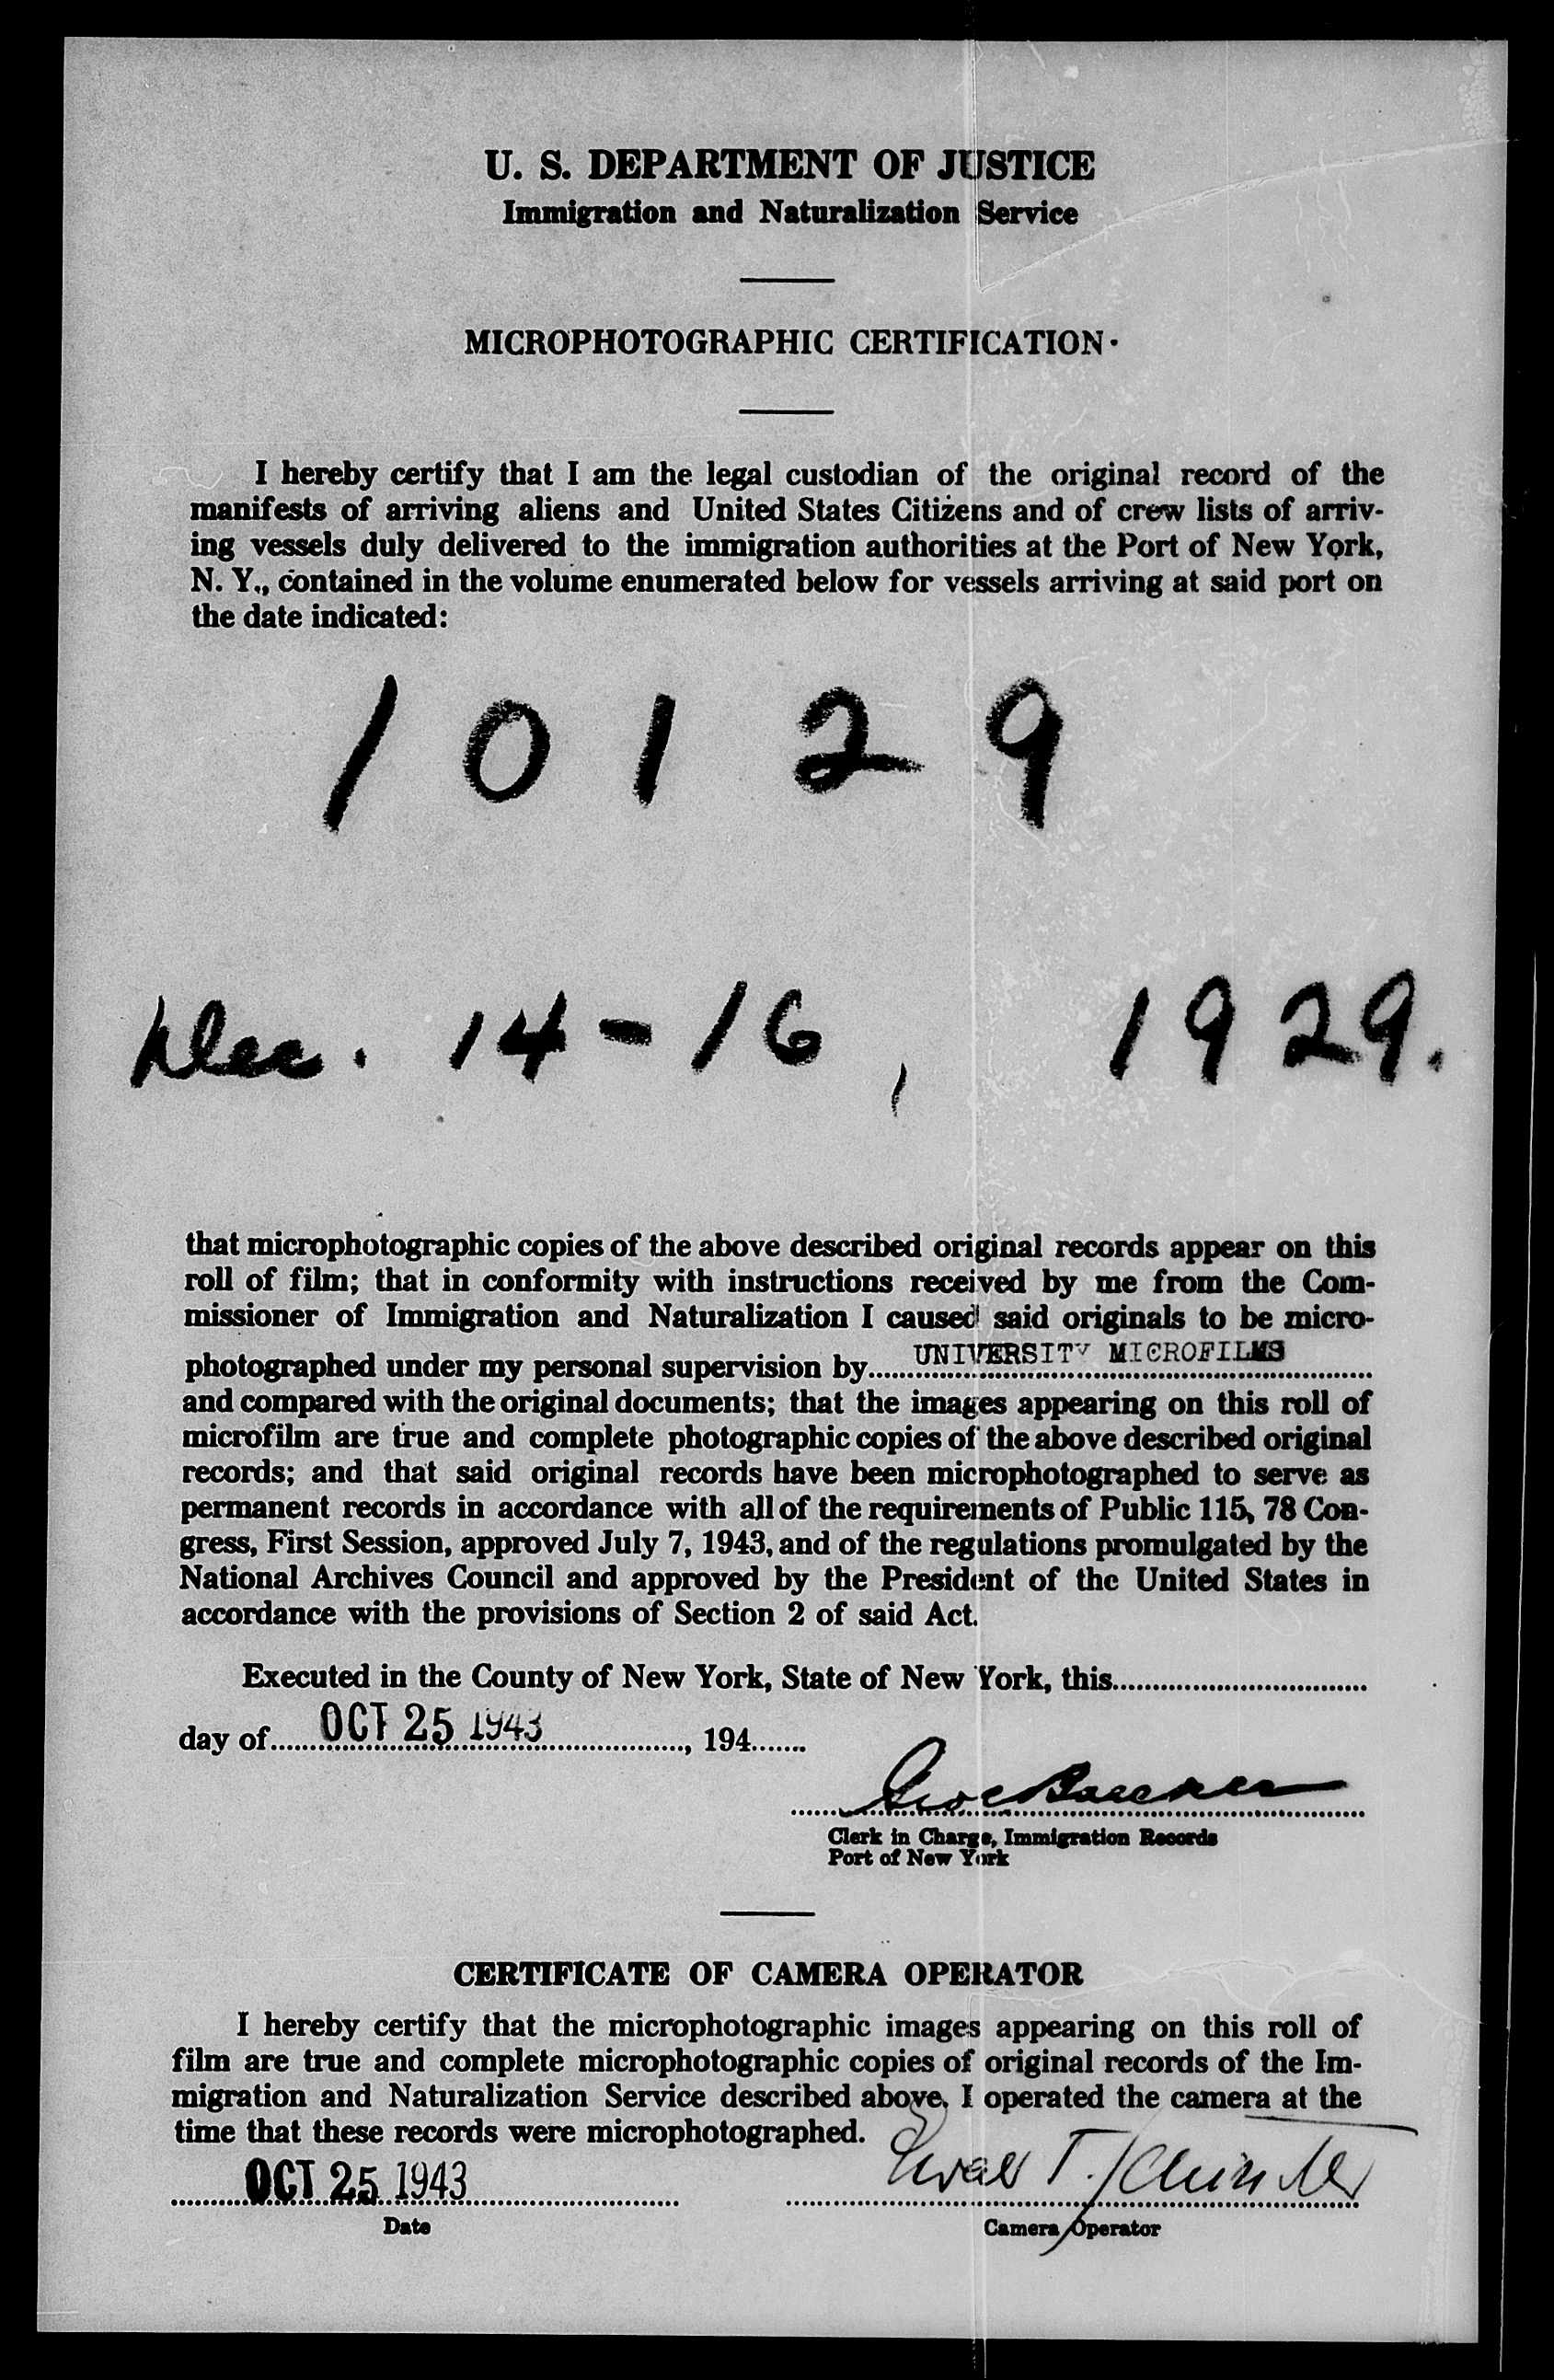 U. S. DEPARTMENT OF JUSTICE
Immigration and Naturalization Service
MICROPHOTOGRAPHIC CERTIFICATION
I hereby certify that I am the legal custodian of the original record of the
manifests of arriving aliens and United States Citizens and of crew lists of arriv-
ing vessels duly delivered to the immigration authorities at the Port of New York,
N. Y., contained in the volume enumerated below for vessels arriving at said port on
the date indicated:
10129
Dec. 14-16, 1929.
that microphotographic copies of the above described original records appear on this
roll of film; that in conformity with instructions received by me from the Com-
missioner of Immigration and Naturalization I caused said originals to be micro-
photographed under my personal supervision by UNIVERSITY MICROFILMS
and compared with the original documents; that the images appearing on this roll of
microfilm are true and complete photographic copies of the above described original
records; and that said original records have been microphotographed to serve as
permanent records in accordance with all of the requirements of Public 115, 78 Con-
gress, First Session, approved July 7, 1943, and of the regulations promulgated by the
National Archives Council and approved by the President of the United States in
accordance with the provisions of Section 2 of said Act.
Executed in the County of New York, State of New York, this
day of OCT 25 1943, 194
Clerk in Charge, Immigration Records
Port of New York
CERTIFICATE OF CAMERA OPERATOR
I hereby certify that the microphotographic images appearing on this roll of
film are true and complete microphotographic copies of original records of the Im-
migration and Naturalization Service described above. I operated the camera at the
time that these records were microphotographed.
OCT 25 1943
Date
Camera Operator